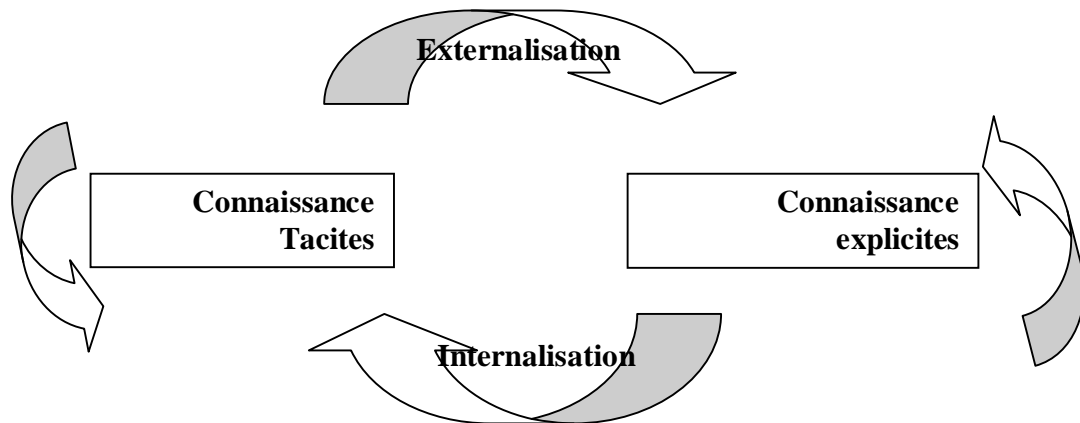 Externalisation
Connaissance
Tacites
Connaissance
explicites
Internalisation